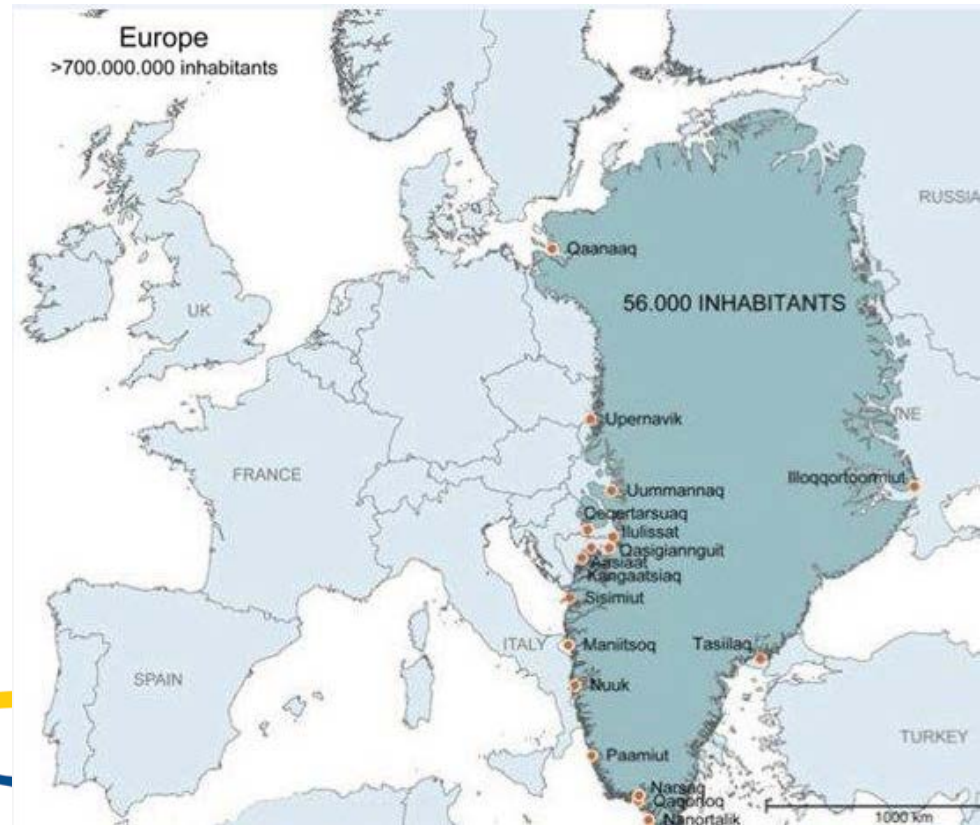 Europe
>700.000.000 inhabitants
RUSSIA
Qaanaaq
56.000 INHABITANTS
UK
Upernavik
INE
FRANCE
Illoqqortoormiut
Uummannaq
Qeqertarsuaq
Ilulissat
Qasigiannguit
Aasiaat
Kangaatsiaq
Sisimiut
ITALY
Maniitsoq
Tasiilaq
SPAIN
Nuuk
TURKEY
Paamiut
Narsaq
Qaqortoq
1000 km
Nanortalik